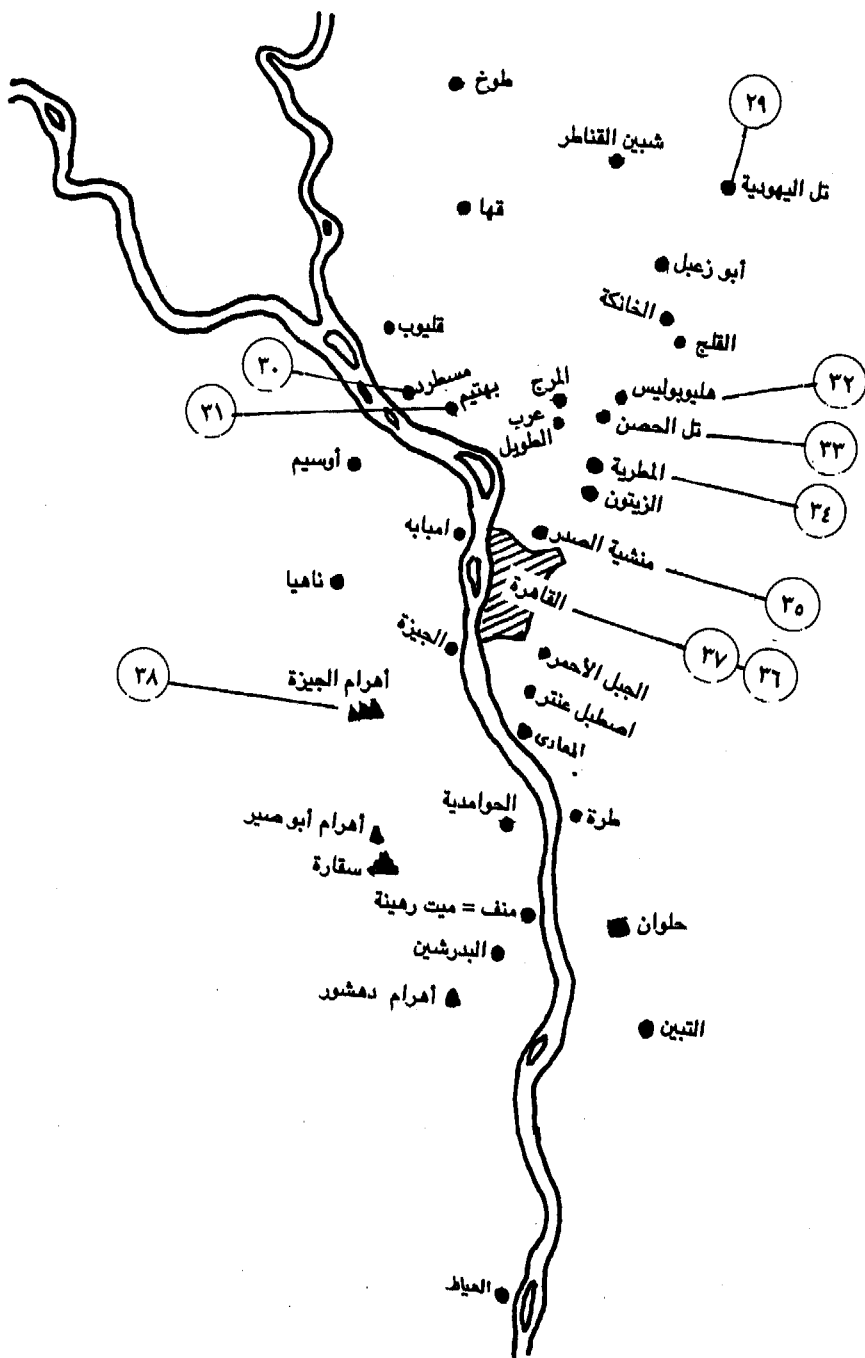 طوخ
٢٩
شبين القناطر
تل اليهودية
قها
أبو زعبل
الخانكة
القلج
قليوب
٣٠
مسطرد
٣١
بهتيم
المرج
عرب
الطويل
هليوبوليس
٣٢
تل الحصن
٣٣
أوسيم
المطرية
٣٤
الزيتون
امبابه
منشية الصدر
٣٥
ناهيا
القاهرة
٣٧
٣٦
الجيزة
الجبل الأحمر
٣٨
أهرام الجيزة
اصطبل عنتر
المعادى
الحوامدية
طرة
أهرام أبو صير
سقارة
منف = ميت رهينة
حلوان
البدرشين
أهرام دهشور
التبين
العياط